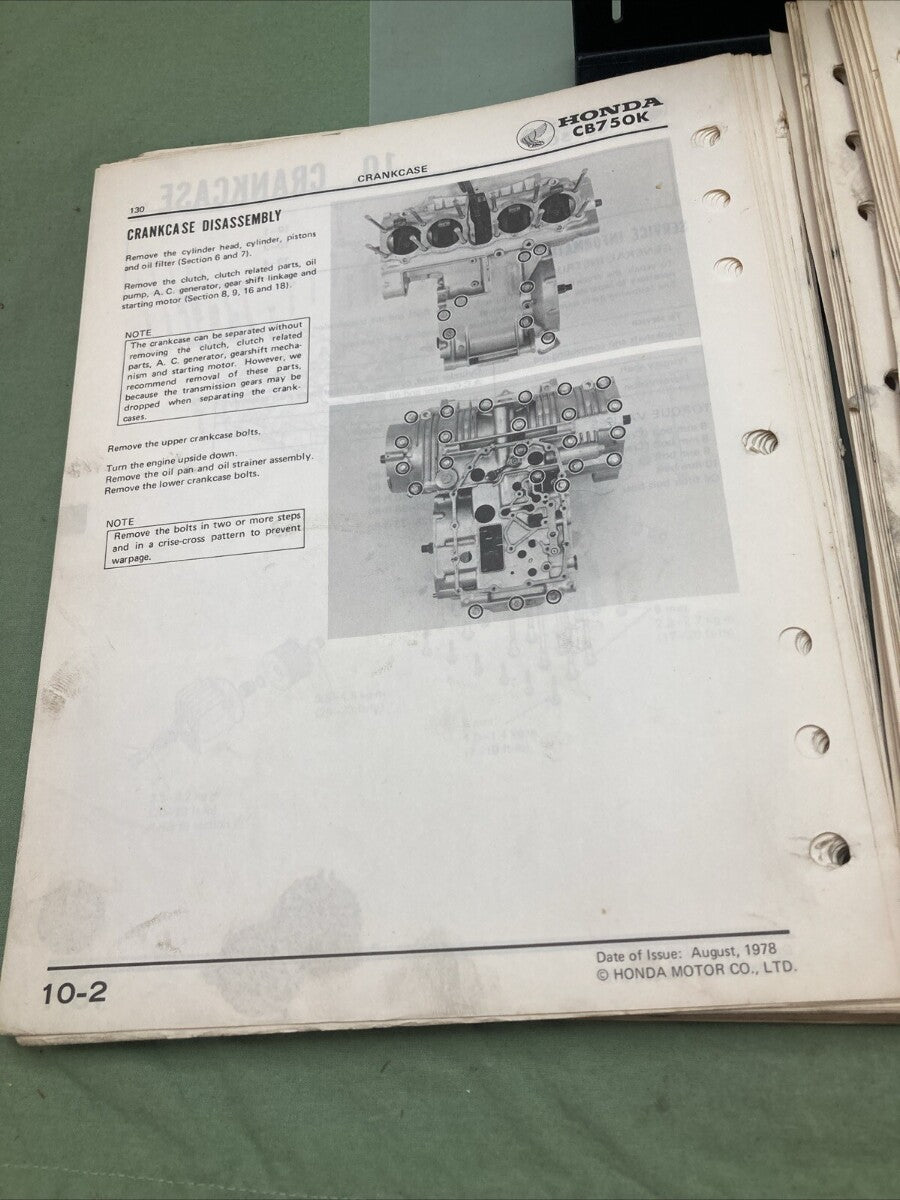 HONDA
CB750K
CRANKCASE
130
CRANKCASE DISASSEMBLY
Remove the cylinder head, cylinder, pistons
and oil filter (Section 6 and 7).
Remove the clutch, clutch related parts, oil
pump, A. C. generator, gear shift linkage and
starting motor (Section 8, 9, 16 and 18).
NOTE
The crankcase can be separated without
removing the clutch, clutch related
parts, A. C. generator, gearshift mecha-
nism and starting motor. However, we
recommend removal of these parts,
because the transmission gears may be
dropped when separating the crank-
cases.
Remove the upper crankcase bolts.
Turn the engine upside down.
Remove the oil pan and oil strainer assembly.
Remove the lower crankcase bolts.
NOTE
Remove the bolts in two or more steps
and in a crise-cross pattern to prevent
warpage.
10-2
Date of Issue: August, 1978
© HONDA MOTOR CO., LTD.